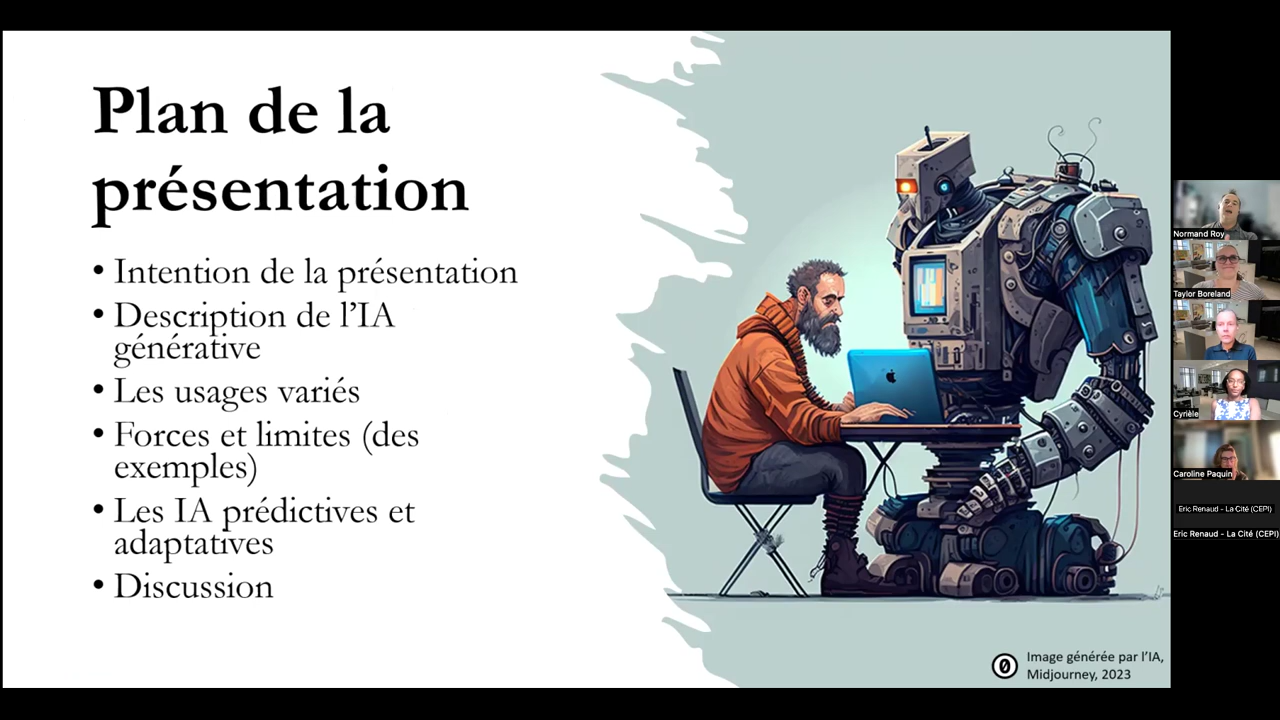 Plan de la
présentation
• Intention de la présentation
• Description de l’IA
générative
• Les usages variés
• Forces et limites (des
exemples)
• Les IA prédictives et
adaptatives
• Discussion
0
Image générée par l’IA,
Midjourney, 2023
Normand Roy
Taylor Boreland
Cyrièle
Caroline Paquin
Eric Renaud - La Cité (CEPI)
Eric Renaud - La Cité (CEPI)